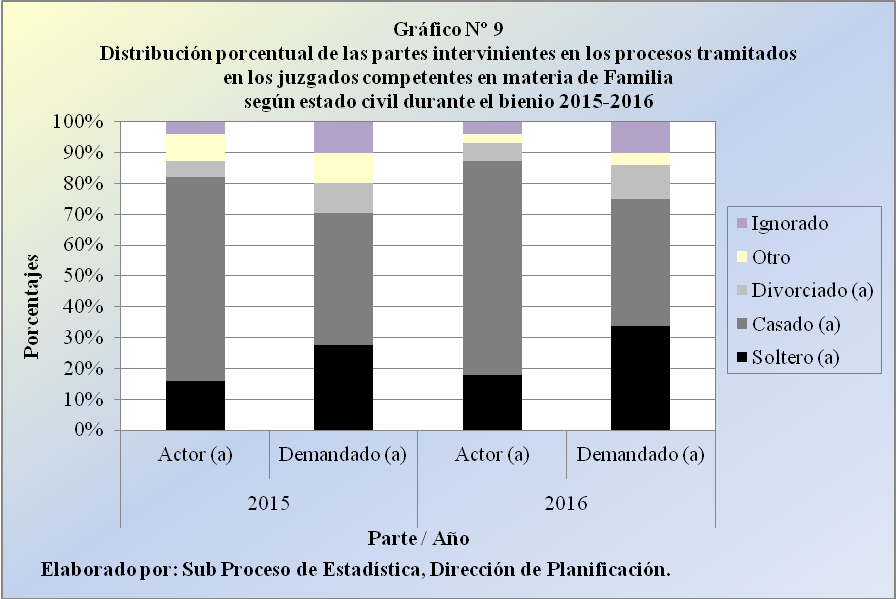 Gráfico Nº 9
Distribución porcentual de las partes intervinientes en los procesos tramitados
en los juzgados competentes en materia de Familia
según estado civil durante el bienio 2015-2016
100%
90%
80%
70%
60%
50%
40%
30%
20%
10%
0%
Porcentajes
Actor (a)
Demandado (a)
Actor (a)
Demandado (a)
2015
2016
Parte / Año
Ignorado
Otro
Divorciado (a)
Casado (a)
Soltero (a)
Elaborado por: Sub Proceso de Estadística, Dirección de Planificación.